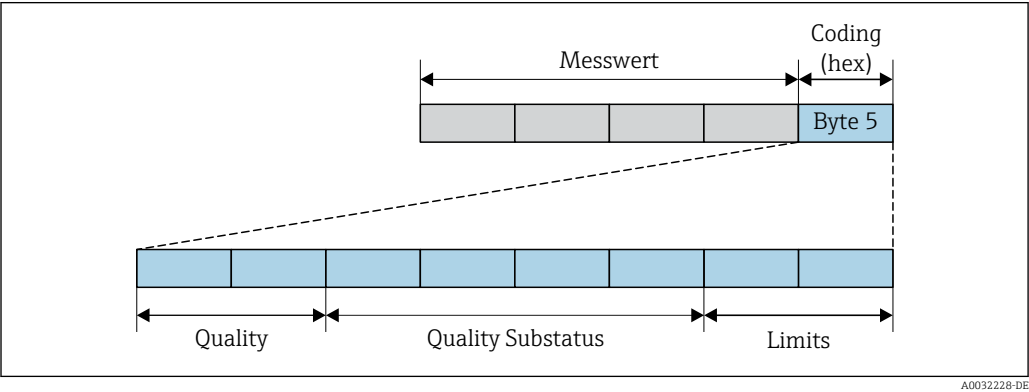 Coding
(hex)
Messwert
Byte 5
Quality
Quality Substatus
Limits
A0032228-DE